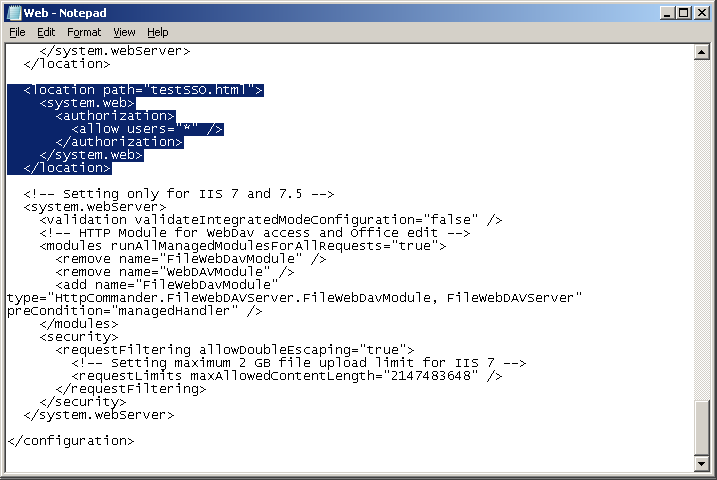 Web - Notepad
File Edit Format View Help
    </system.webServer>
  </location>

  <location path="testSSO.html">
    <system.web>
      <authorization>
        <allow users="*" />
      </authorization>
    </system.web>
  </location>

  <!-- Setting only for IIS 7 and 7.5 -->
  <system.webServer>
    <validation validateIntegratedModeConfiguration="false" />
    <!-- HTTP Module for WebDav access and Office edit -->
    <modules runAllManagedModulesForAllRequests="true">
      <remove name="FileWebDavModule" />
      <remove name="WebDAVModule" />
      <add name="FileWebDavModule"
type="HttpCommander.FileWebDAVServer.FileWebDavModule, FileWebDAVServer"
preCondition="managedHandler" />
    </modules>
    <security>
      <requestFiltering allowDoubleEscaping="true">
        <!-- Setting maximum 2 GB file upload limit for IIS 7 -->
        <requestLimits maxAllowedContentLength="2147483648" />
      </requestFiltering>
    </security>
  </system.webServer>

</configuration>